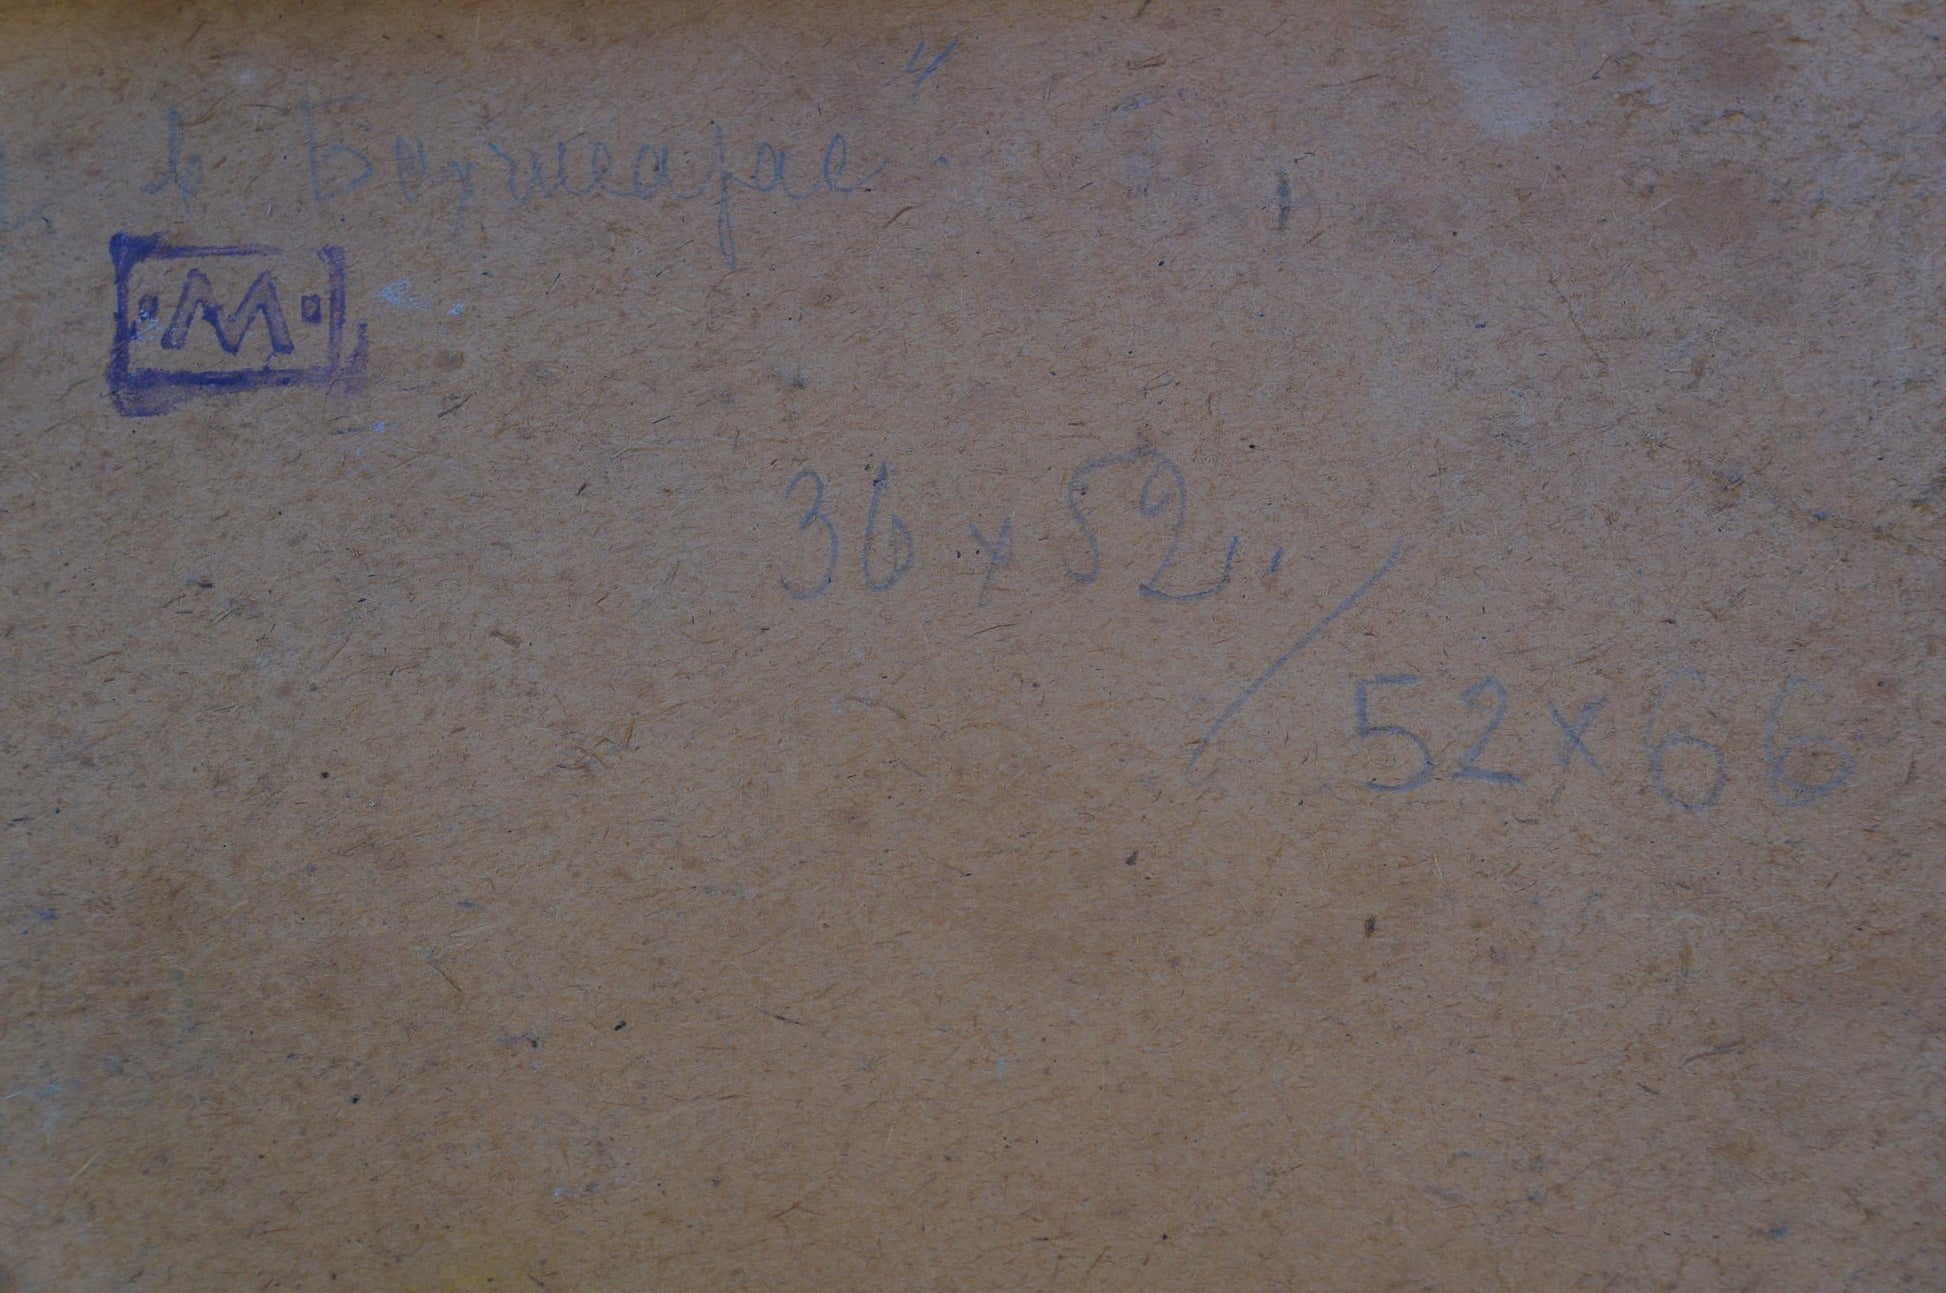 в Бахчисарае"
·М·
36 x 52
52 x 66